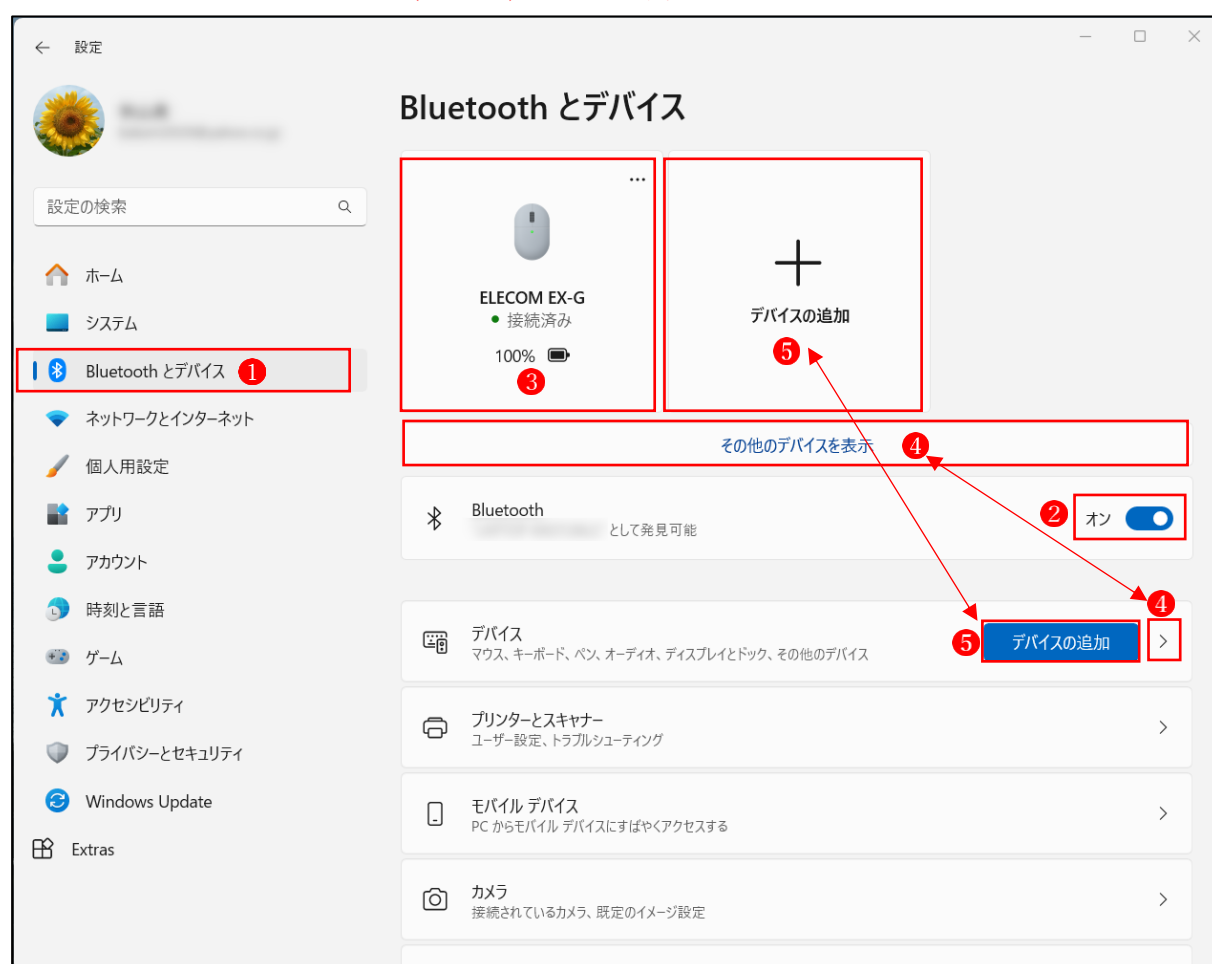 設定
Bluetooth とデバイス
設定の検索
ホーム
システム
Bluetooth とデバイス ❶
ネットワークとインターネット
個人用設定
アプリ
アカウント
時刻と言語
ゲーム
アクセシビリティ
プライバシーとセキュリティ
Windows Update
Extras
ELECOM EX-G
接続済み
100%
❸
デバイスの追加
❺
その他のデバイスを表示 ❹
Bluetooth
として発見可能
❷ オン
❹
デバイス
マウス、キーボード、ペン、オーディオ、ディスプレイとドック、その他のデバイス
❺ デバイスの追加
プリンターとスキャナー
ユーザー設定、トラブルシューティング
モバイル デバイス
PC からモバイル デバイスにすばやくアクセスする
カメラ
接続されているカメラ、既定のイメージ設定